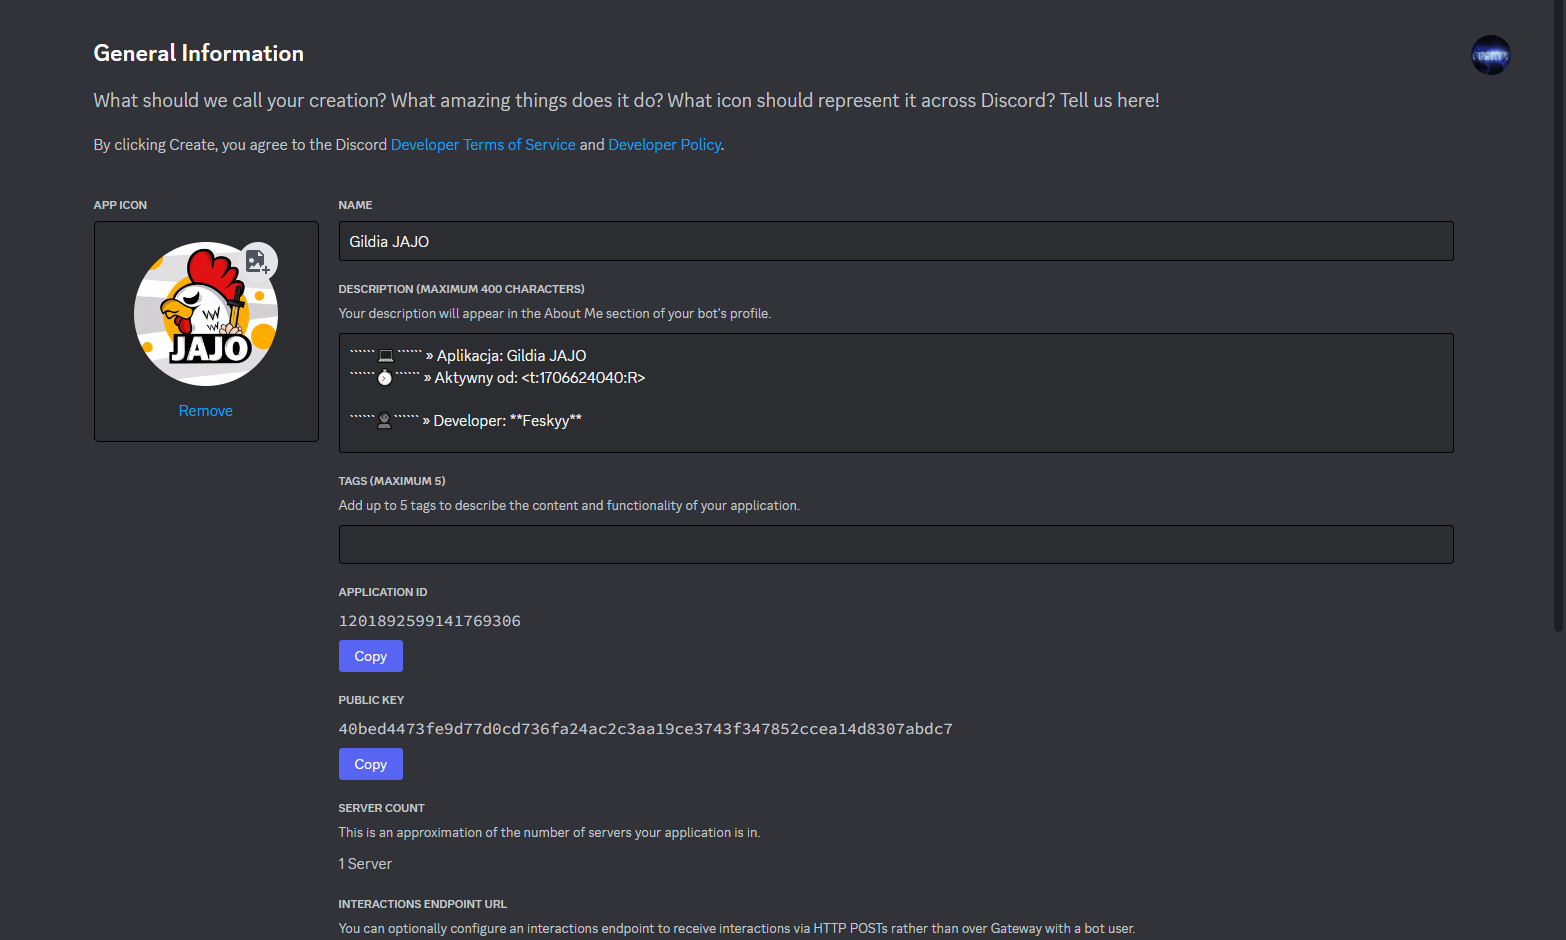 General Information
FESKYY
What should we call your creation? What amazing things does it do? What icon should represent it across Discord? Tell us here!
By clicking Create, you agree to the Discord Developer Terms of Service and Developer Policy.
APP ICON
JAJO
Remove
NAME
Gildia JAJO
DESCRIPTION (MAXIMUM 400 CHARACTERS)
Your description will appear in the About Me section of your bot's profile.
``````💻`````` » Aplikacja: Gildia JAJO
``````⏱️`````` » Aktywny od: <t:1706624040:R>
``````👤`````` » Developer: **Feskyy**
TAGS (MAXIMUM 5)
Add up to 5 tags to describe the content and functionality of your application.
APPLICATION ID
1201892599141769306
Copy
PUBLIC KEY
40bed4473fe9d77d0cd736fa24ac2c3aa19ce3743f347852ccea14d8307abdc7
Copy
SERVER COUNT
This is an approximation of the number of servers your application is in.
1 Server
INTERACTIONS ENDPOINT URL
You can optionally configure an interactions endpoint to receive interactions via HTTP POSTs rather than over Gateway with a bot user.